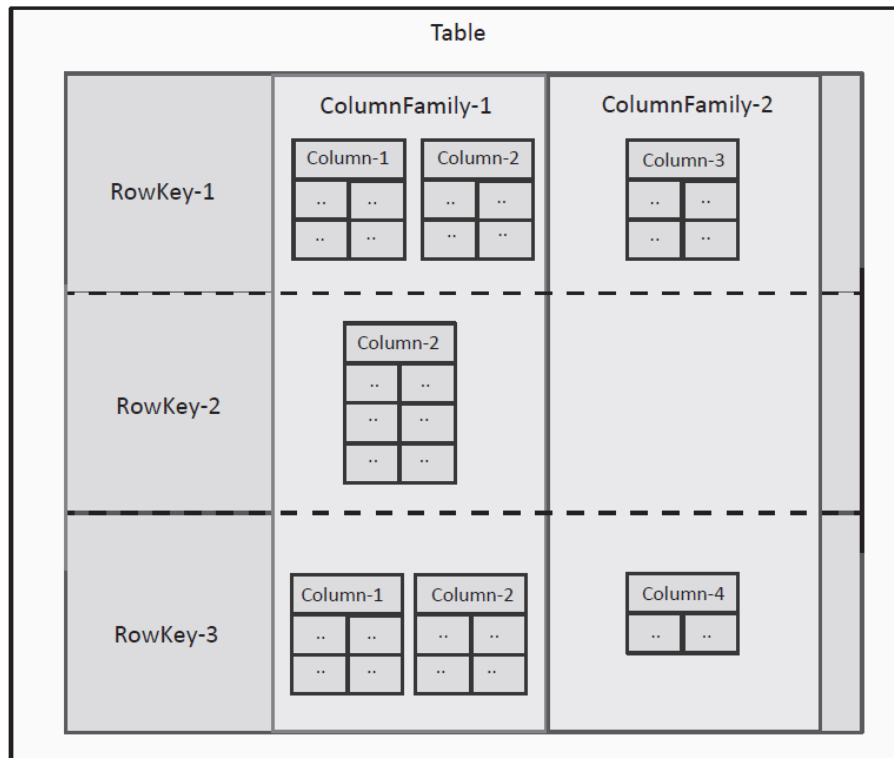 Table
ColumnFamily-1 ColumnFamily-2
Column-1 Column-2 Column-3
RowKey-1
.. .. .. .. .. ..
.. .. .. .. .. ..
Column-2
.. ..
RowKey-2
.. ..
.. ..
Column-1 Column-2 Column-4
RowKey-3
.. .. .. .. .. ..
.. .. .. ..